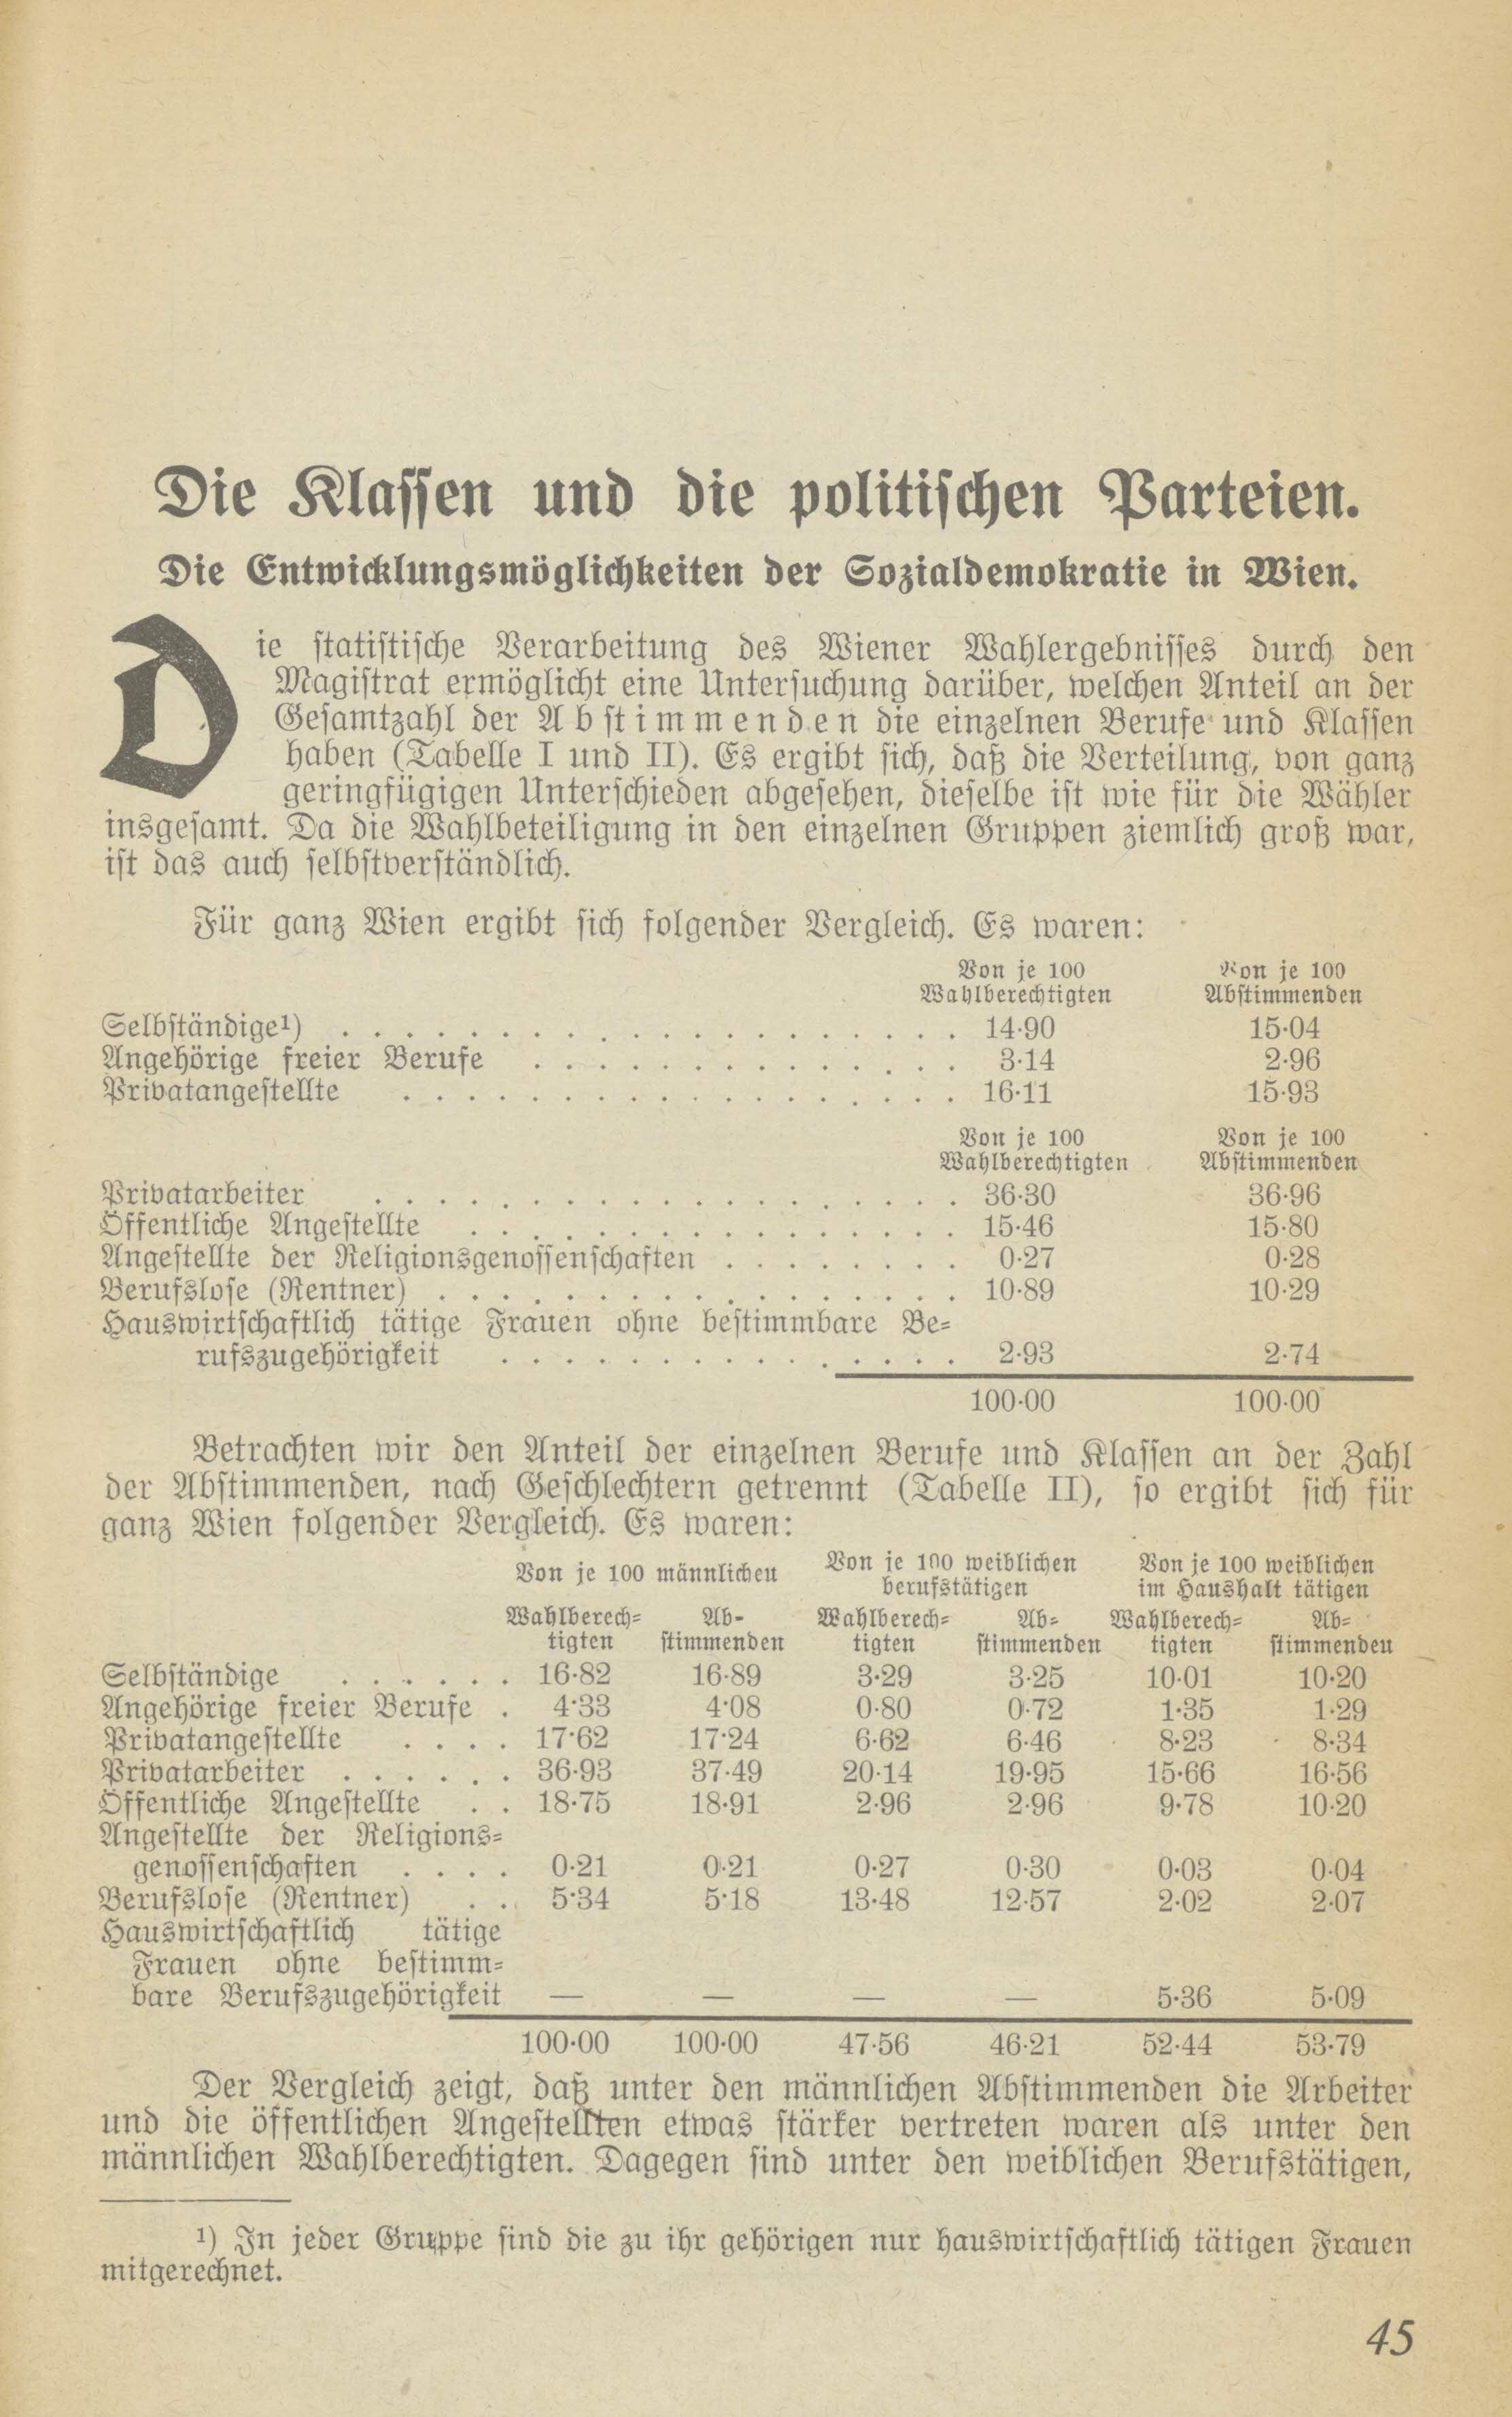 Die Klassen und die politischen Parteien.
Die Entwicklungsmöglichkeiten der Sozialdemokratie in Wien.
Die statistische Verarbeitung des Wiener Wahlergebnisses durch den
Magistrat ermöglicht eine Untersuchung darüber, welchen Anteil an der
Gesamtzahl der Abstimmenden die einzelnen Berufe und Klassen
haben (Tabelle I und II). Es ergibt sich, daß die Verteilung, von ganz
geringfügigen Unterschieden abgesehen, dieselbe ist wie für die Wähler
insgesamt. Da die Wahlbeteiligung in den einzelnen Gruppen ziemlich groß war,
ist das auch selbstverständlich.
Für ganz Wien ergibt sich folgender Vergleich. Es waren:
Von je 100 Von je 100
Wahlberechtigten Abstimmenden
Selbständige¹) . . . . . . . . . . . . . . . . . . . . 14·90 15·04
Angehörige freier Berufe . . . . . . . . . . . . . . 3·14 2·96
Privatangestellte . . . . . . . . . . . . . . . . . . 16·11 15·93
Von je 100 Von je 100
Wahlberechtigten Abstimmenden
Privatarbeiter . . . . . . . . . . . . . . . . . . . 36·30 36·96
Öffentliche Angestellte . . . . . . . . . . . . . . . . 15·46 15·80
Angestellte der Religionsgenossenschaften . . . . . . . . 0·27 0·28
Berufslose (Rentner) . . . . . . . . . . . . . . . . . 10·89 10·29
Hauswirtschaftlich tätige Frauen ohne bestimmbare Be-
rufszugehörigkeit . . . . . . . . . . . . . . . 2·93 2·74
100·00 100·00
Betrachten wir den Anteil der einzelnen Berufe und Klassen an der Zahl
der Abstimmenden, nach Geschlechtern getrennt (Tabelle II), so ergibt sich für
ganz Wien folgender Vergleich. Es waren:
Von je 100 männlichen Von je 100 weiblichen Von je 100 weiblichen
berufstätigen im Haushalt tätigen
Wahlberech- Ab- Wahlberech- Ab- Wahlberech- Ab-
tigten stimmenden tigten stimmenden tigten stimmenden
Selbständige . . . . . . 16·82 16·89 3·29 3·25 10·01 10·20
Angehörige freier Berufe . 4·33 4·08 0·80 0·72 1·35 1·29
Privatangestellte . . . . 17·62 17·24 6·62 6·46 8·23 8·34
Privatarbeiter . . . . . . 36·93 37·49 20·14 19·95 15·66 16·56
Öffentliche Angestellte . . 18·75 18·91 2·96 2·96 9·78 10·20
Angestellte der Religions-
genossenschaften . . . . 0·21 0·21 0·27 0·30 0·03 0·04
Berufslose (Rentner) . . 5·34 5·18 13·48 12·57 2·02 2·07
Hauswirtschaftlich tätige
Frauen ohne bestimm-
bare Berufszugehörigkeit — — — — 5·36 5·09
100·00 100·00 47·56 46·21 52·44 53·79
Der Vergleich zeigt, daß unter den männlichen Abstimmenden die Arbeiter
und die öffentlichen Angestellten etwas stärker vertreten waren als unter den
männlichen Wahlberechtigten. Dagegen sind unter den weiblichen Berufstätigen,
¹) In jeder Gruppe sind die zu ihr gehörigen nur hauswirtschaftlich tätigen Frauen
mitgerechnet.
45